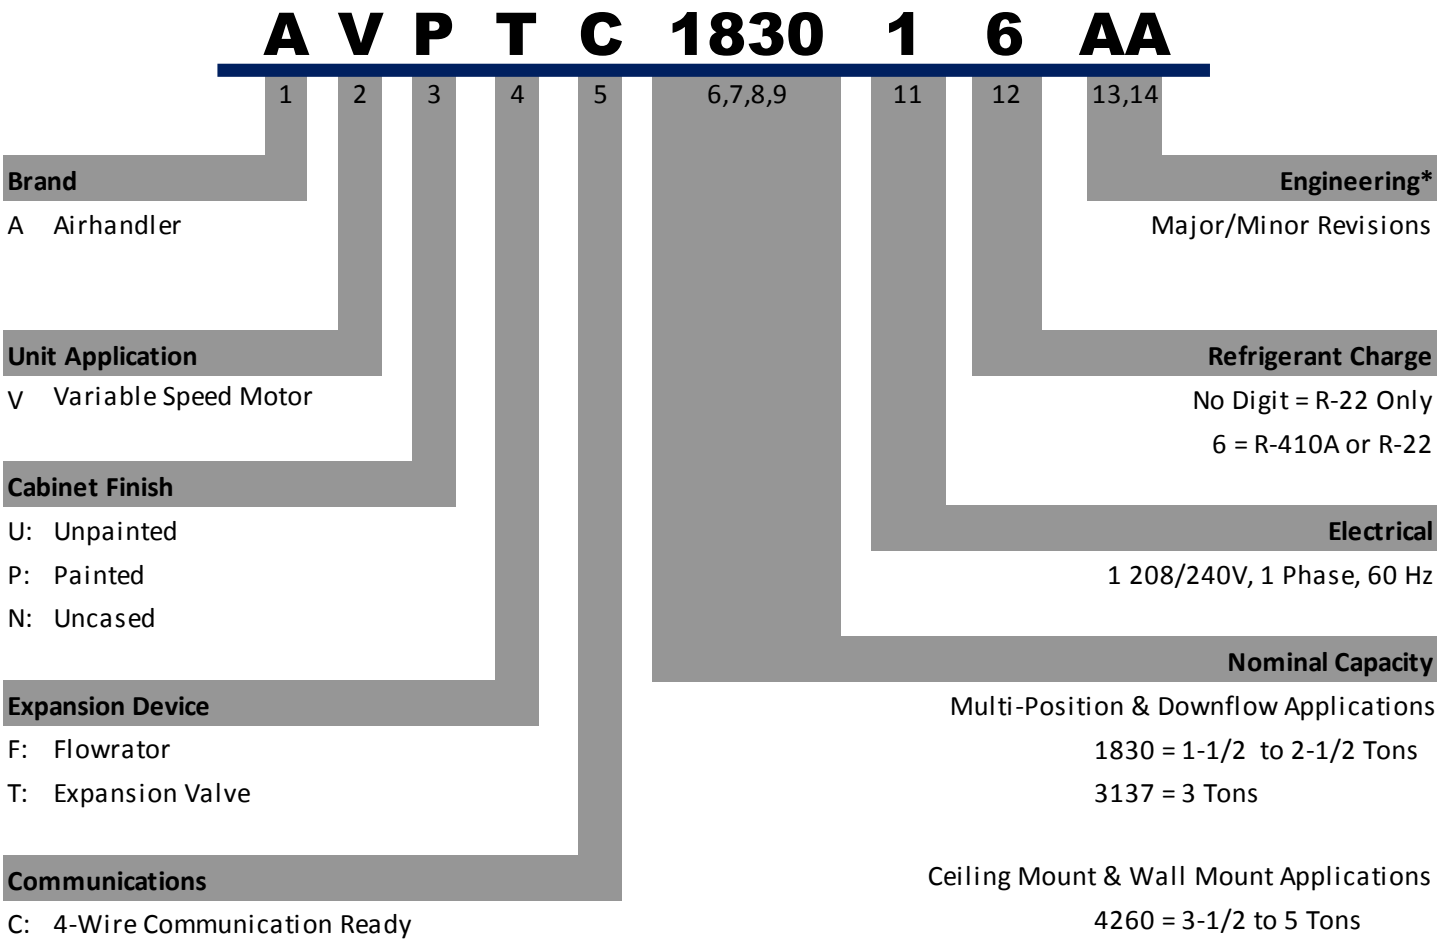 A V P T C 1830 1 6 AA
1 2 3 4 5 6,7,8,9 11 12 13,14
Brand
A Airhandler
Engineering*
Major/Minor Revisions
Unit Application
V Variable Speed Motor
Refrigerant Charge
No Digit = R-22 Only
6 = R-410A or R-22
Cabinet Finish
U: Unpainted
P: Painted
N: Uncased
Electrical
1 208/240V, 1 Phase, 60 Hz
Nominal Capacity
Multi-Position & Downflow Applications
1830 = 1-1/2 to 2-1/2 Tons
3137 = 3 Tons
Expansion Device
F: Flowrator
T: Expansion Valve
Ceiling Mount & Wall Mount Applications
4260 = 3-1/2 to 5 Tons
Communications
C: 4-Wire Communication Ready